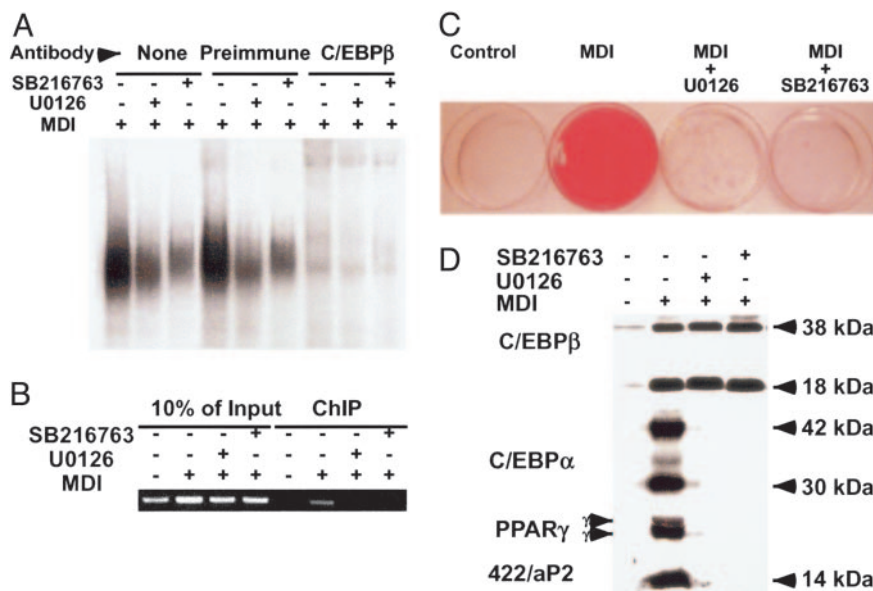 A
Antibody None Preimmune C/EBPβ
SB216763 - - + - - + - - +
U0126 - + - - + - - + -
MDI + + + + + + + + +
B
10% of Input ChIP
SB216763 - - - + - - - +
U0126 - - + - - - + -
MDI - + + + - + + +
C
Control MDI MDI + U0126 MDI + SB216763
D
SB216763 - - - +
U0126 - - + -
MDI - + + +
C/EBPβ 38 kDa
18 kDa
42 kDa
C/EBPα
30 kDa
γ
PPARγ γ
422/aP2 14 kDa